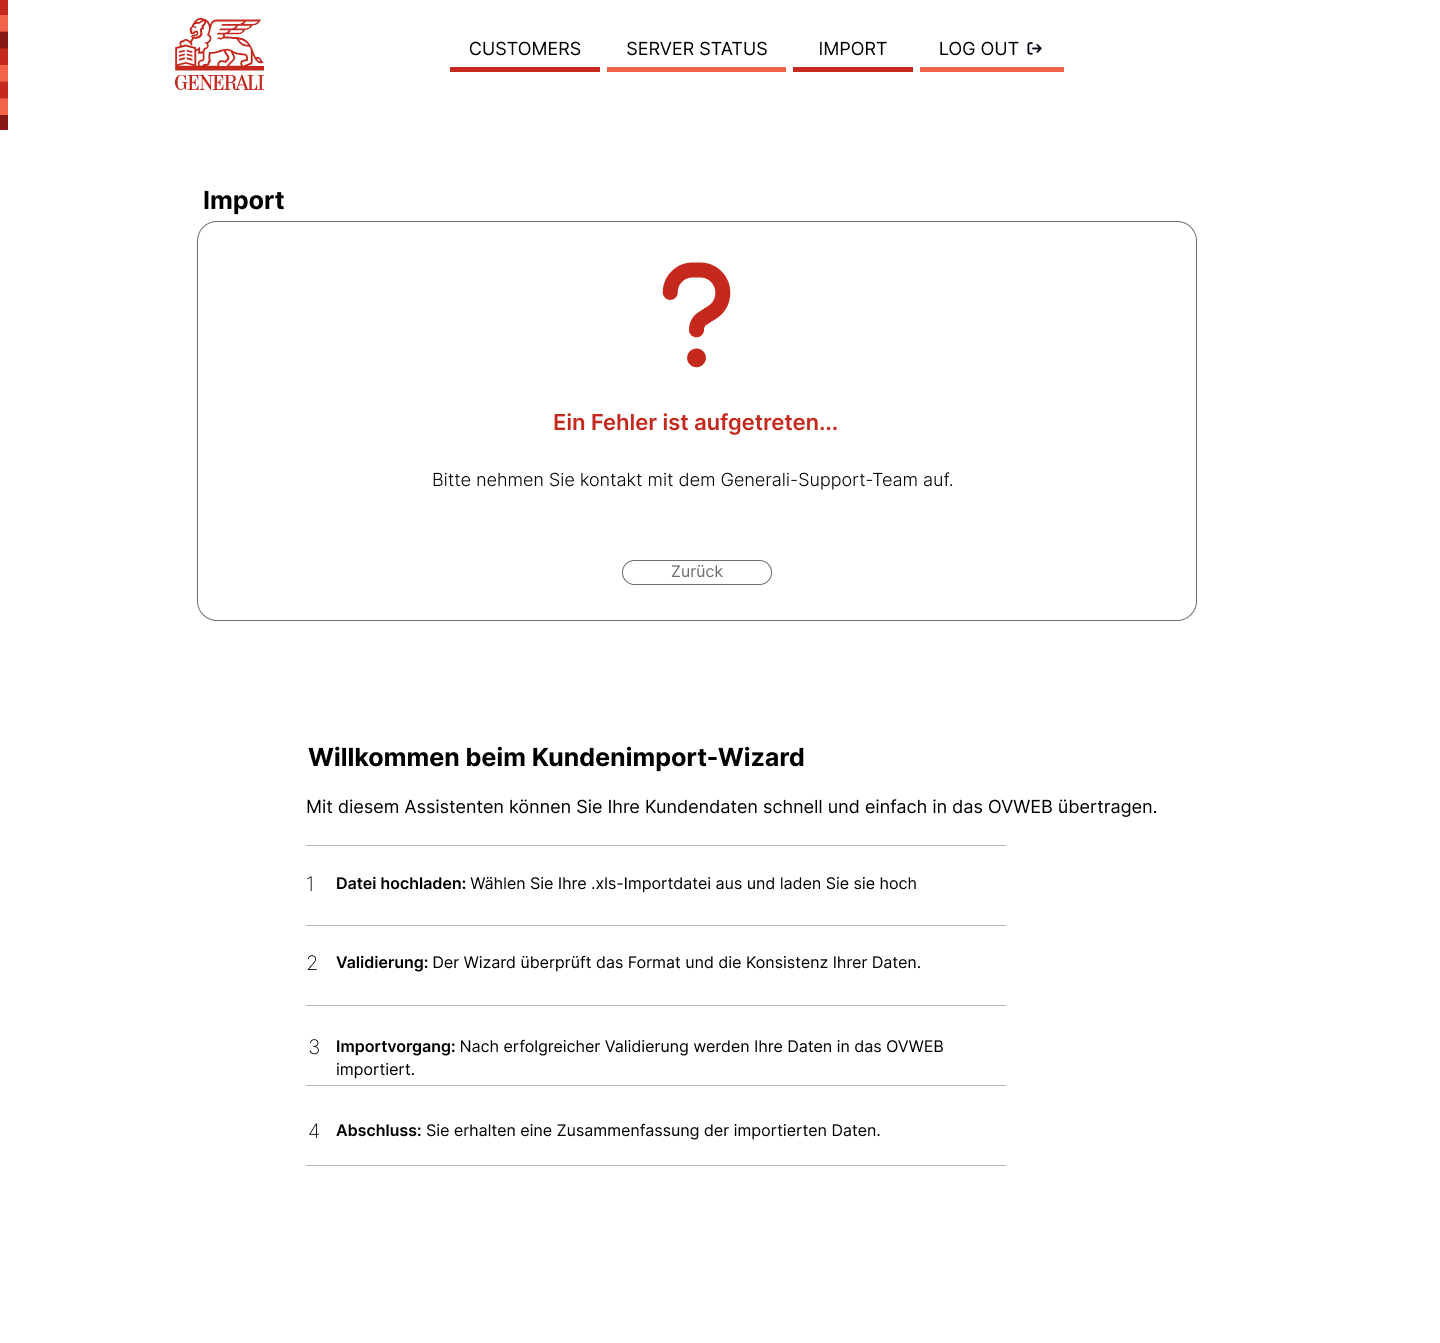 GENERALI
CUSTOMERS
SERVER STATUS
IMPORT
LOG OUT
Import
?
Ein Fehler ist aufgetreten...
Bitte nehmen Sie kontakt mit dem Generali-Support-Team auf.
Zurück
Willkommen beim Kundenimport-Wizard
Mit diesem Assistenten können Sie Ihre Kundendaten schnell und einfach in das OVWEB übertragen.
1 Datei hochladen: Wählen Sie Ihre .xls-Importdatei aus und laden Sie sie hoch
2 Validierung: Der Wizard überprüft das Format und die Konsistenz Ihrer Daten.
3 Importvorgang: Nach erfolgreicher Validierung werden Ihre Daten in das OVWEB
importiert.
4 Abschluss: Sie erhalten eine Zusammenfassung der importierten Daten.